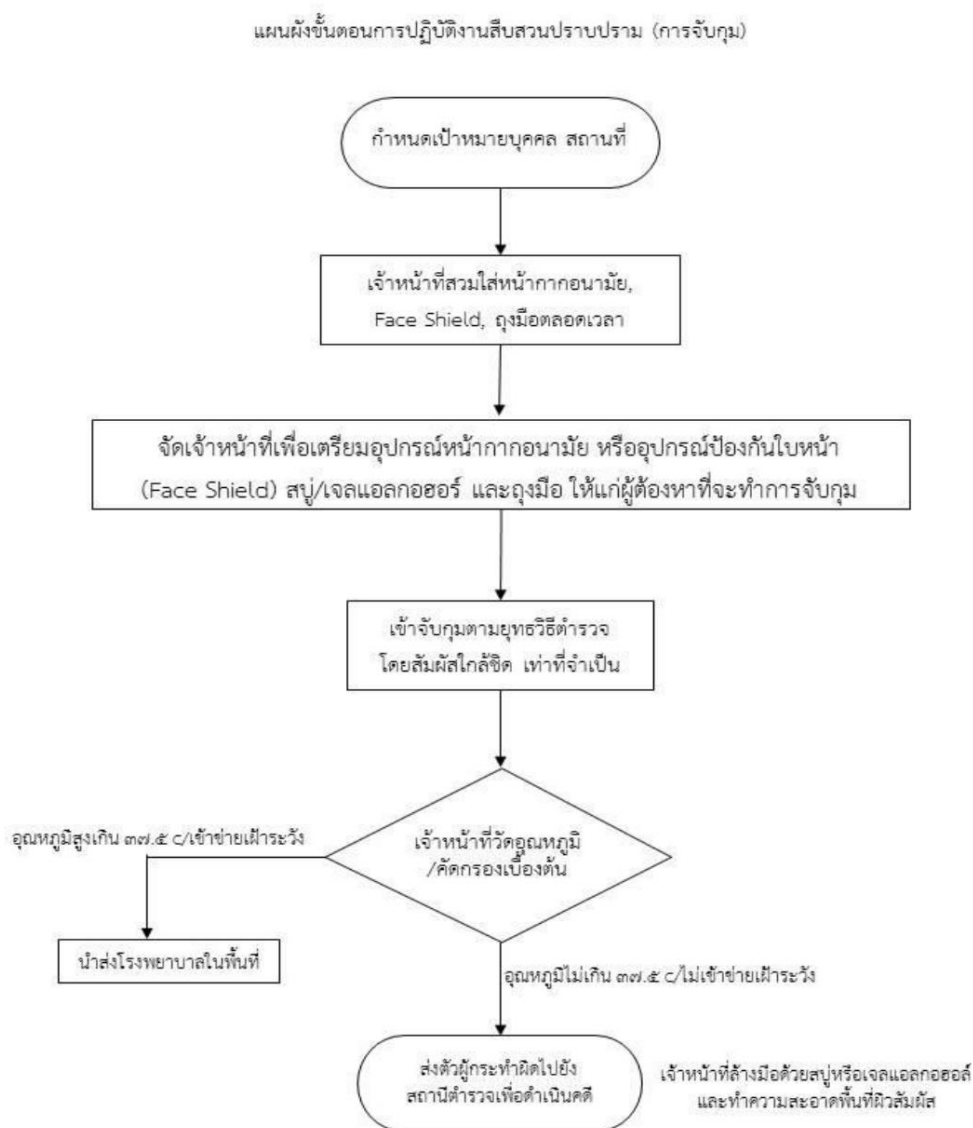 แผนผังขั้นตอนการปฏิบัติงานสืบสวนปราบปราม (การจับกุม)
กำหนดเป้าหมายบุคคล สถานที่
เจ้าหน้าที่สวมใส่หน้ากากอนามัย,
Face Shield, ถุงมือตลอดเวลา
จัดเจ้าหน้าที่เพื่อเตรียมอุปกรณ์หน้ากากอนามัย หรืออุปกรณ์ป้องกันใบหน้า
(Face Shield) สบู่/เจลแอลกอฮอร์ และถุงมือ ให้แก่ผู้ต้องหาที่จะทำการจับกุม
เข้าจับกุมตามยุทธวิธีตำรวจ
โดยสัมผัสใกล้ชิด เท่าที่จำเป็น
เจ้าหน้าที่วัดอุณหภูมิ
/คัดกรองเบื้องต้น
อุณหภูมิสูงเกิน ๓๗.๕ c/เข้าข่ายเฝ้าระวัง
นำส่งโรงพยาบาลในพื้นที่
อุณหภูมิไม่เกิน ๓๗.๕ c/ไม่เข้าข่ายเฝ้าระวัง
ส่งตัวผู้กระทำผิดไปยัง
สถานีตำรวจเพื่อดำเนินคดี
เจ้าหน้าที่ล้างมือด้วยสบู่หรือเจลแอลกอฮอล์
และทำความสะอาดพื้นที่ผิวสัมผัส